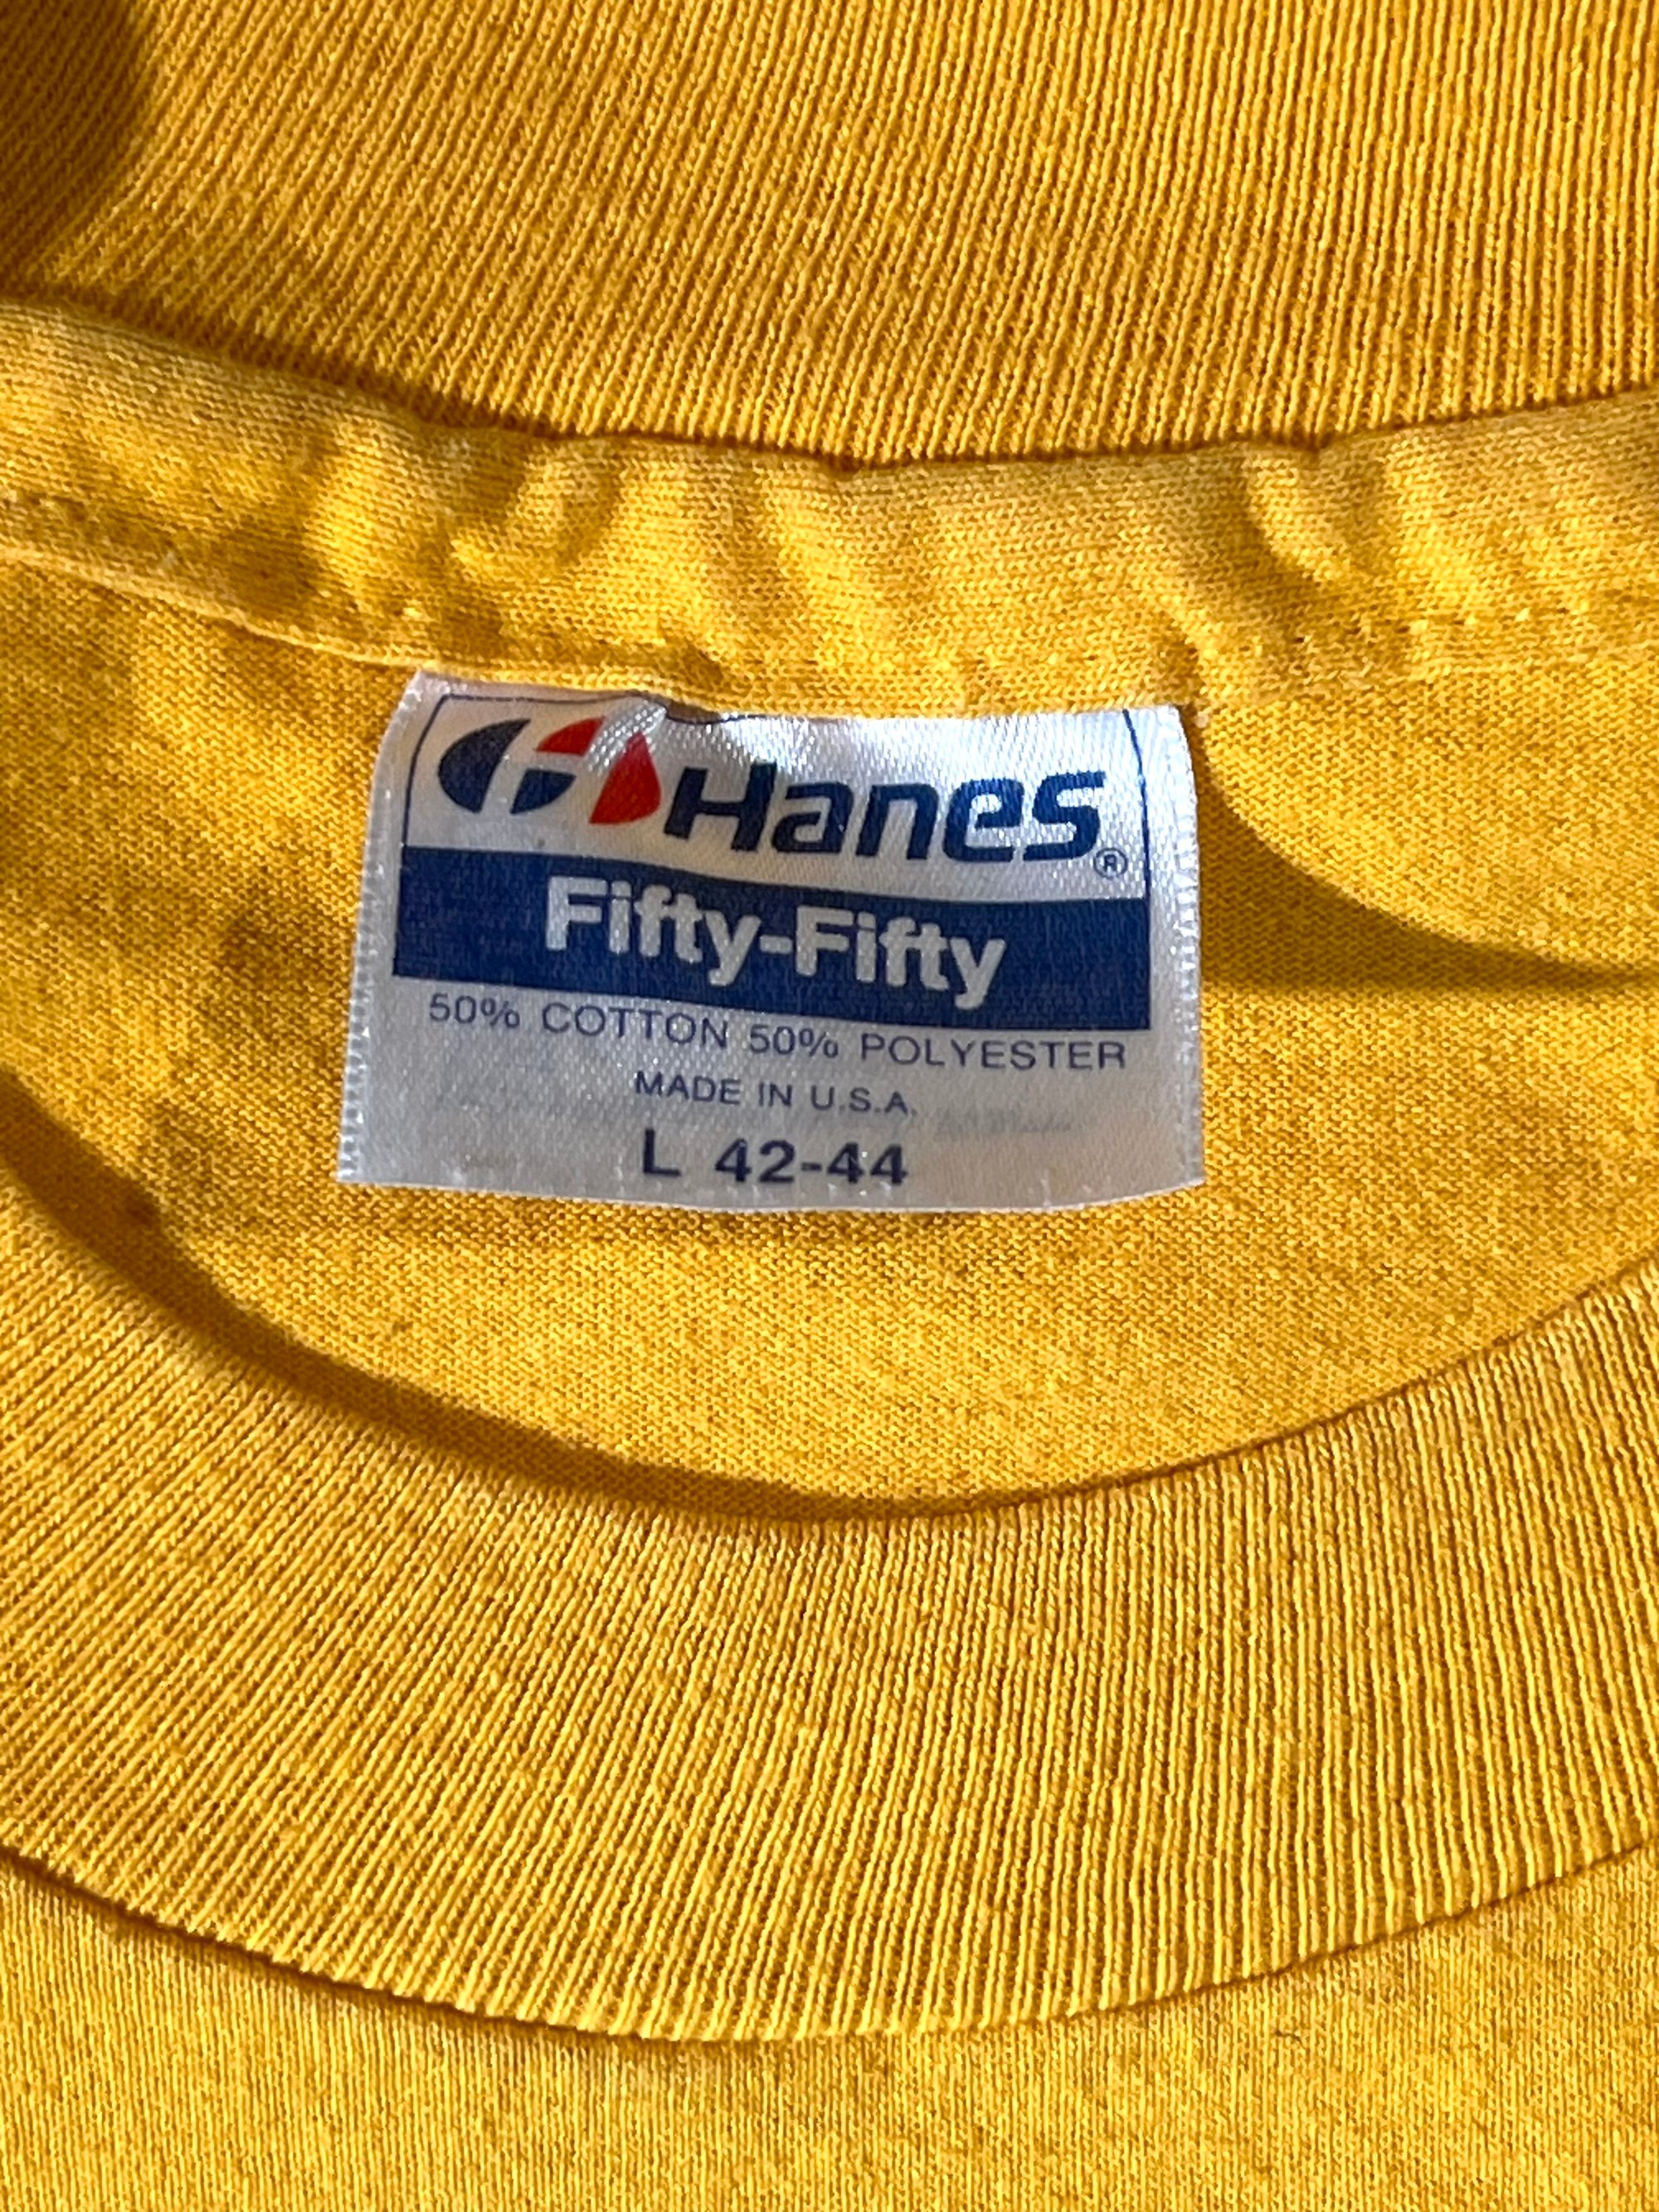 Hanes®
Fifty-Fifty
50% COTTON 50% POLYESTER
MADE IN U.S.A.
L 42-44